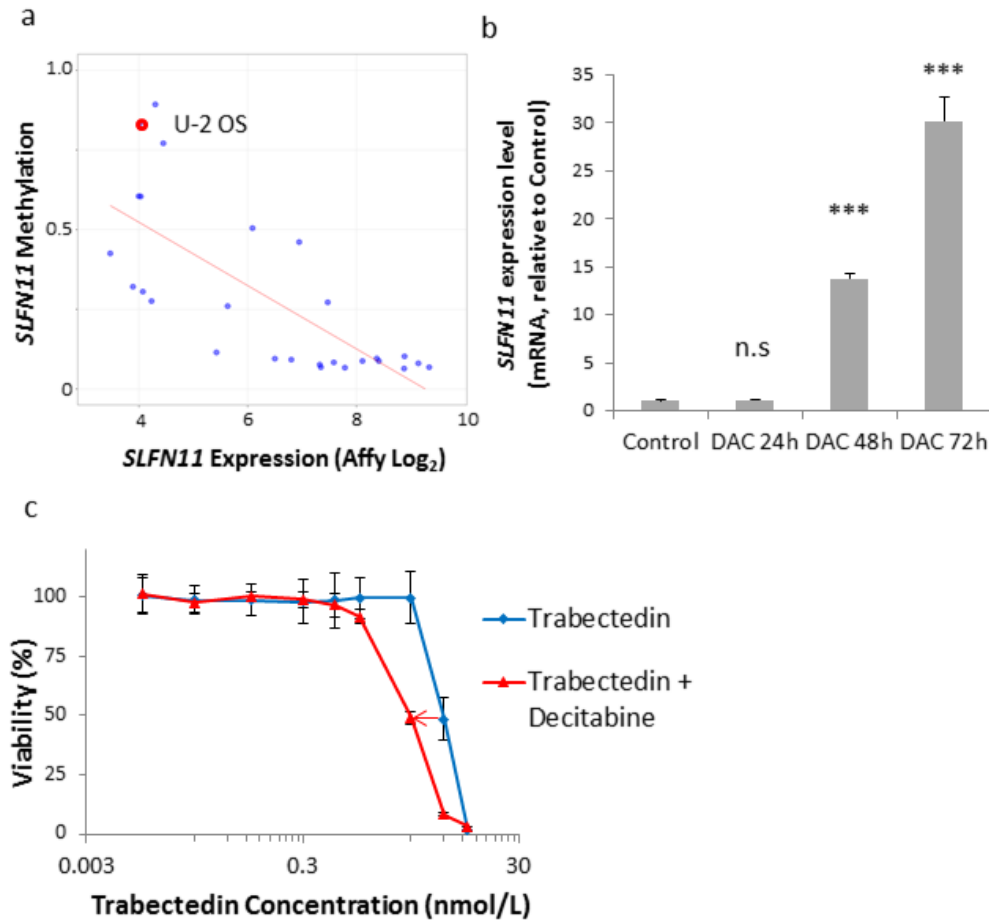 a
1.0
0.5
0
SLFN11 Methylation
U-2 OS
4
6
8
10
SLFN11 Expression (Affy Log₂)
b
SLFN11 expression level
(mRNA, relative to Control)
35
30
25
20
15
10
5
0
n.s
***
***
Control DAC 24h DAC 48h DAC 72h
c
Viability (%)
100
75
50
25
0
0.003
0.3
30
Trabectedin Concentration (nmol/L)
Trabectedin
Trabectedin +
Decitabine